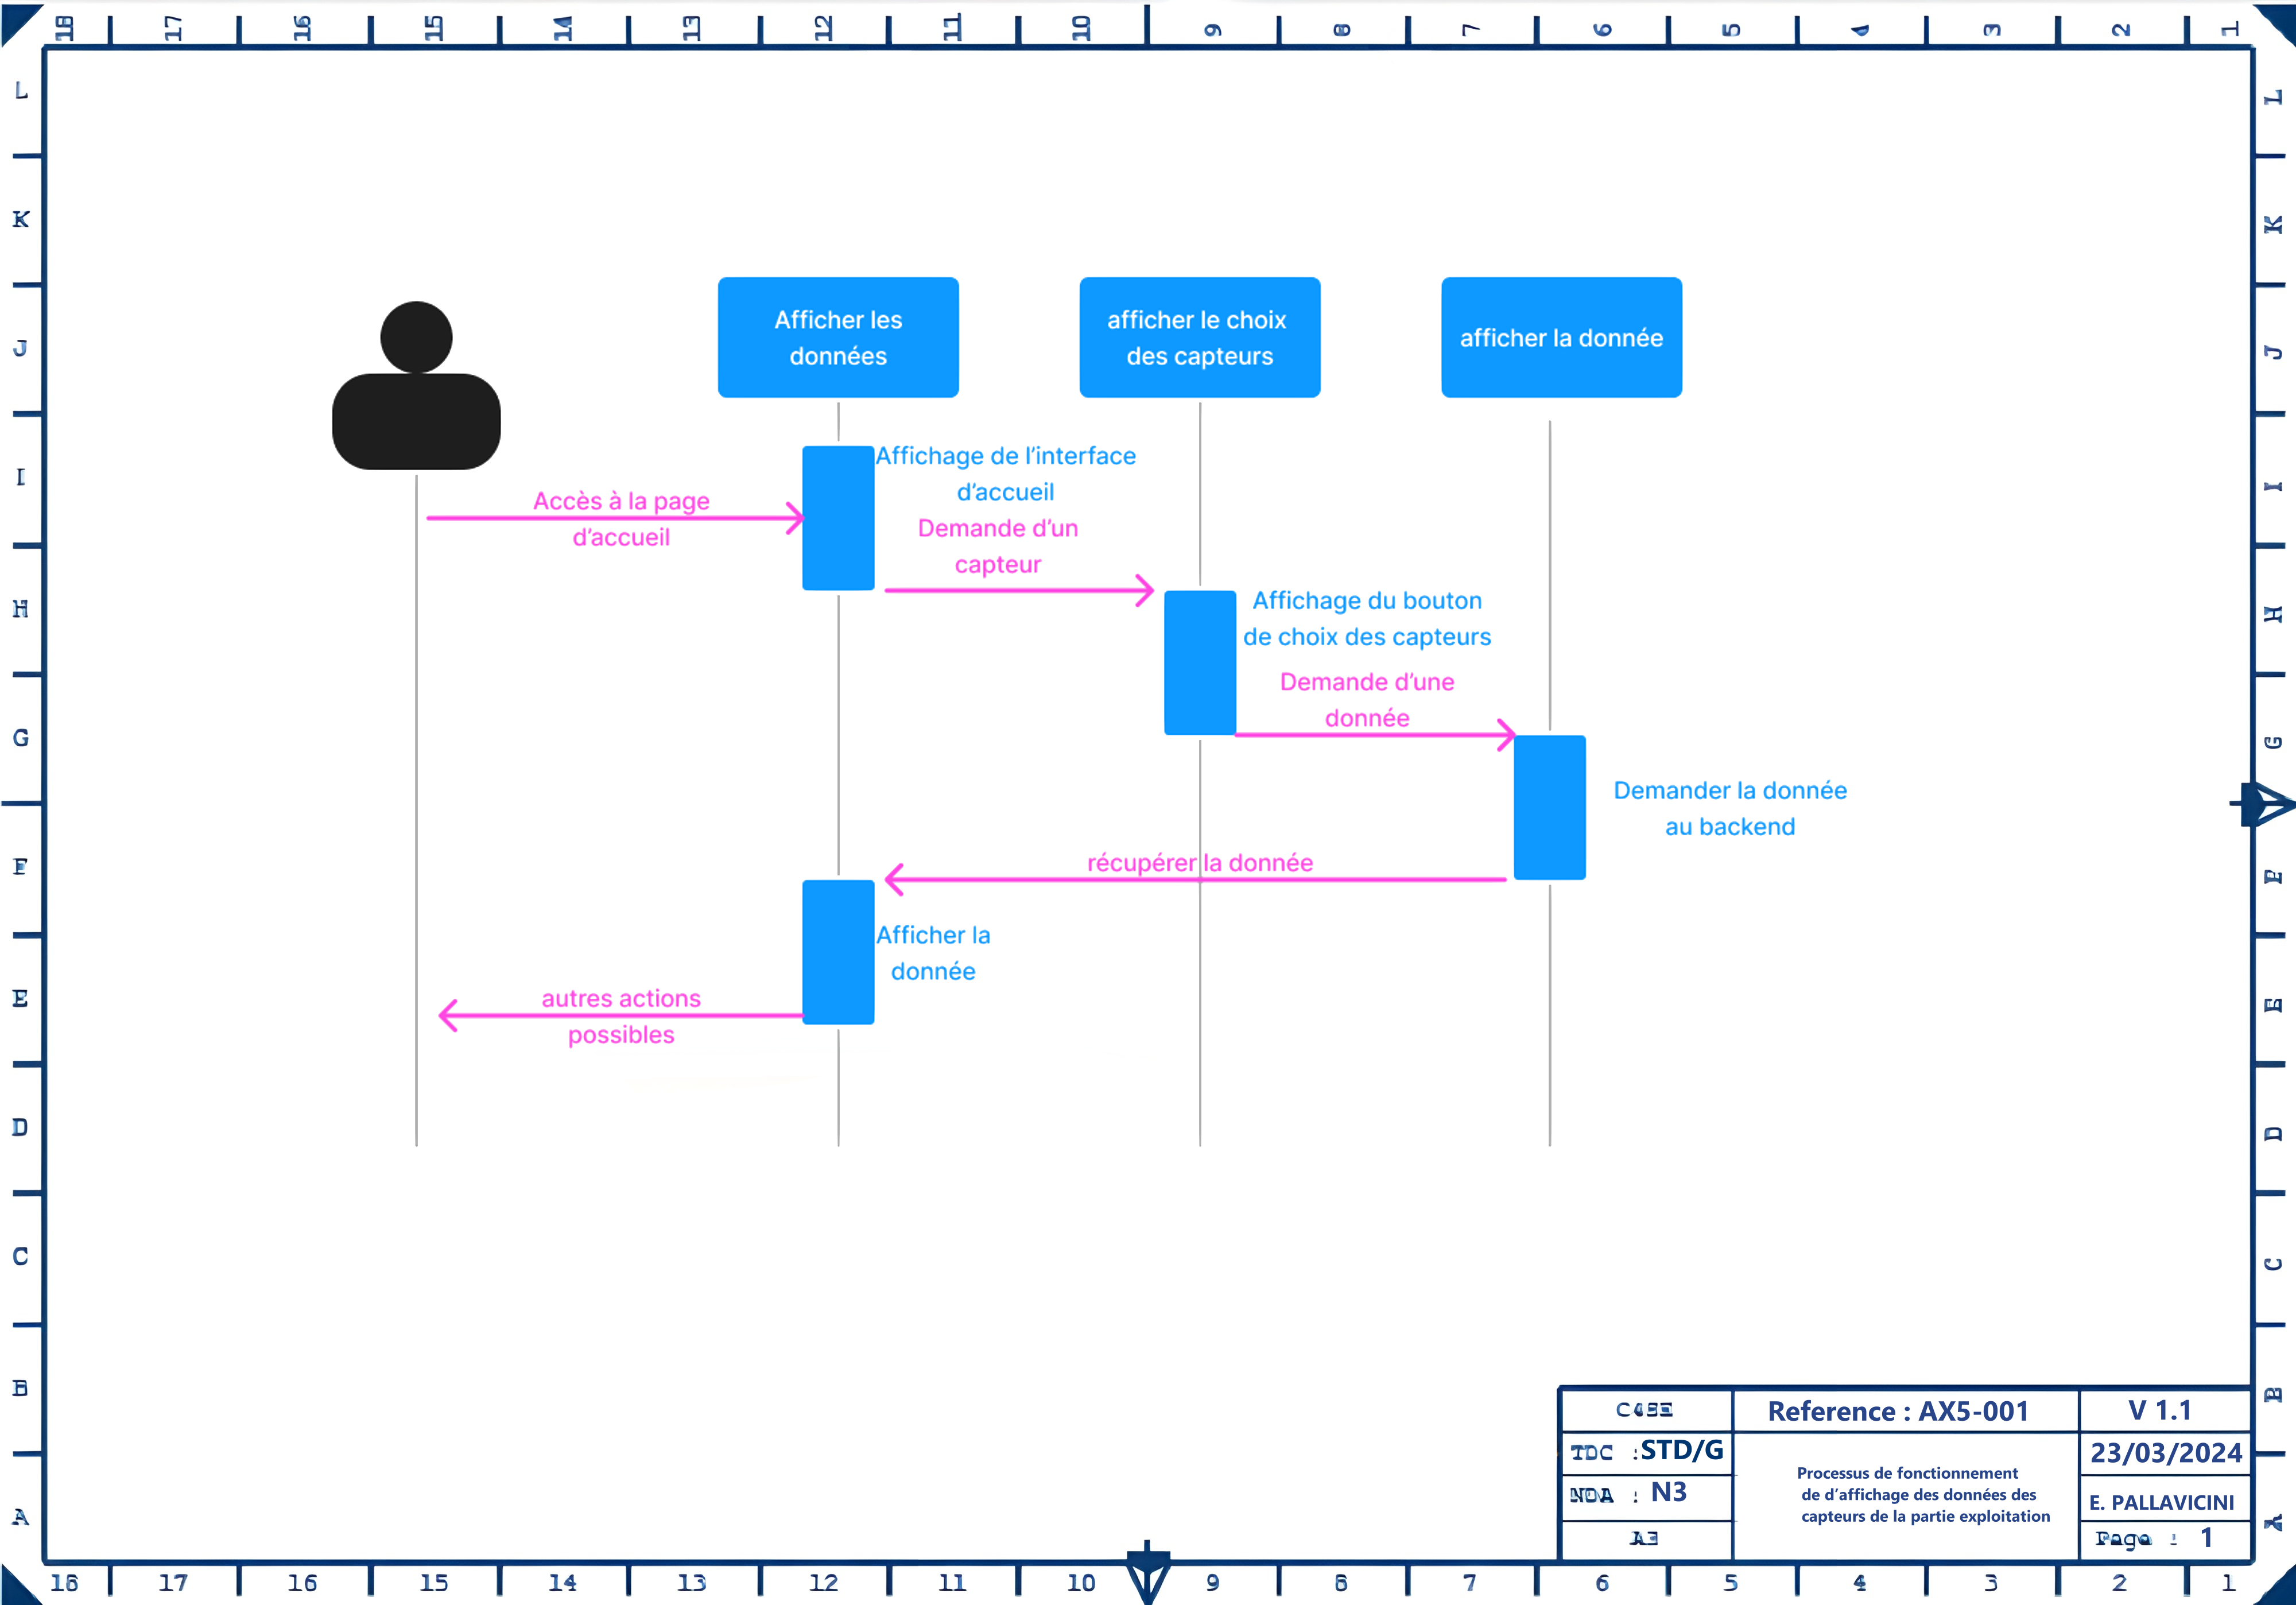 18 17 16 15 14 13 12 11 10 9 8 7 6 5 4 3 2 1
L L
K K
Afficher les
données
afficher le choix
des capteurs
afficher la donnée
J J
Affichage de l'interface
d'accueil
I I
Accès à la page
d'accueil
Demande d'un
capteur
H H
Affichage du bouton
de choix des capteurs
Demande d'une
donnée
G G
Demander la donnée
au backend
récupérer la donnée
F F
Afficher la
donnée
autres actions
possibles
E E
D D
C C
B B
Reference : AX5-001
V 1.1
TDC : STD/G
23/03/2024
Processus de fonctionnement
de d'affichage des données des
capteurs de la partie exploitation
NDA : N3
E. PALLAVICINI
A3
Page : 1
A A
18 17 16 15 14 13 12 11 10 9 8 7 6 5 4 3 2 1